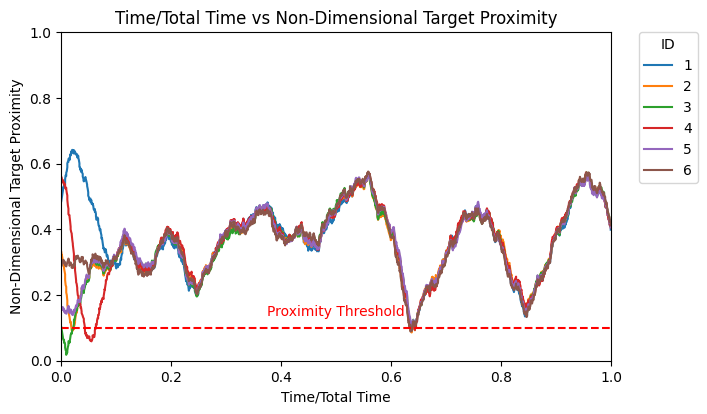 Time/Total Time vs Non-Dimensional Target Proximity
Non-Dimensional Target Proximity
1.0
0.8
0.6
0.4
0.2
0.0
Proximity Threshold
0.0 0.2 0.4 0.6 0.8 1.0
Time/Total Time
ID
1
2
3
4
5
6